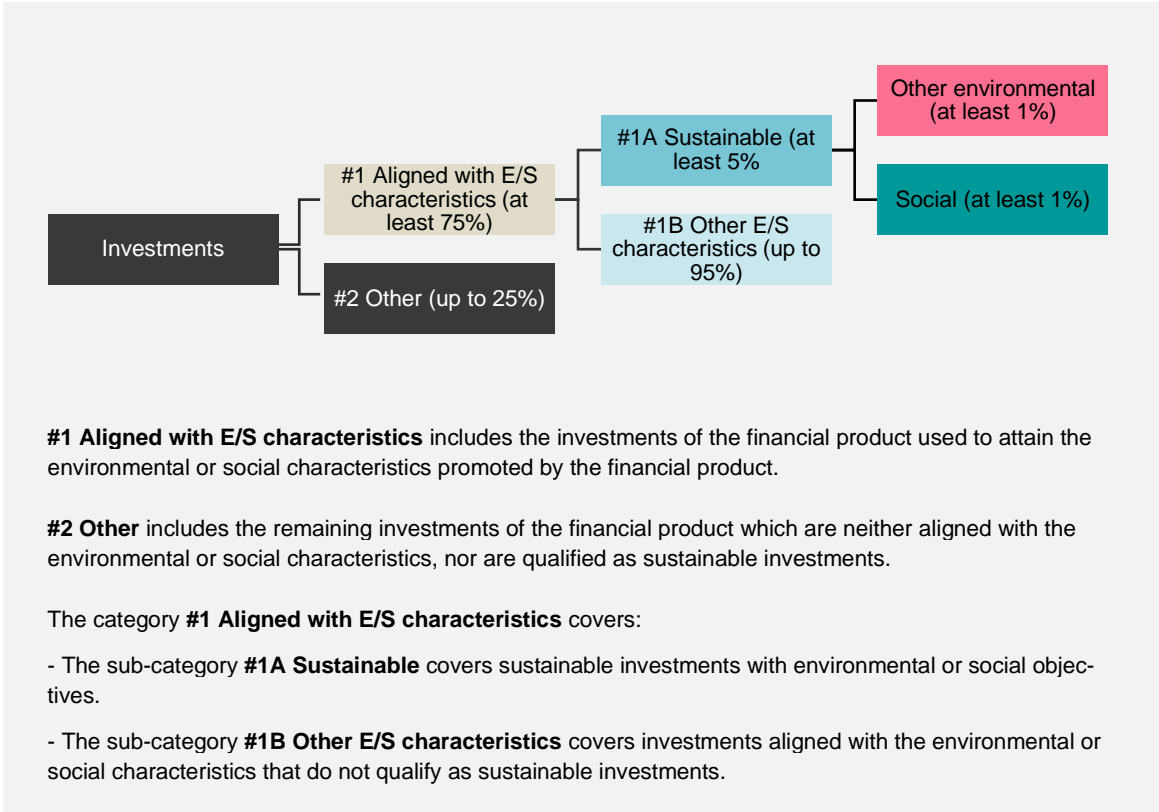 Other environmental
(at least 1%)
#1A Sustainable (at
least 5%
#1 Aligned with E/S
characteristics (at
least 75%)
Social (at least 1%)
Investments
#1B Other E/S
characteristics (up to
95%)
#2 Other (up to 25%)
#1 Aligned with E/S characteristics includes the investments of the financial product used to attain the
environmental or social characteristics promoted by the financial product.
#2 Other includes the remaining investments of the financial product which are neither aligned with the
environmental or social characteristics, nor are qualified as sustainable investments.
The category #1 Aligned with E/S characteristics covers:
- The sub-category #1A Sustainable covers sustainable investments with environmental or social objec-
tives.
- The sub-category #1B Other E/S characteristics covers investments aligned with the environmental or
social characteristics that do not qualify as sustainable investments.